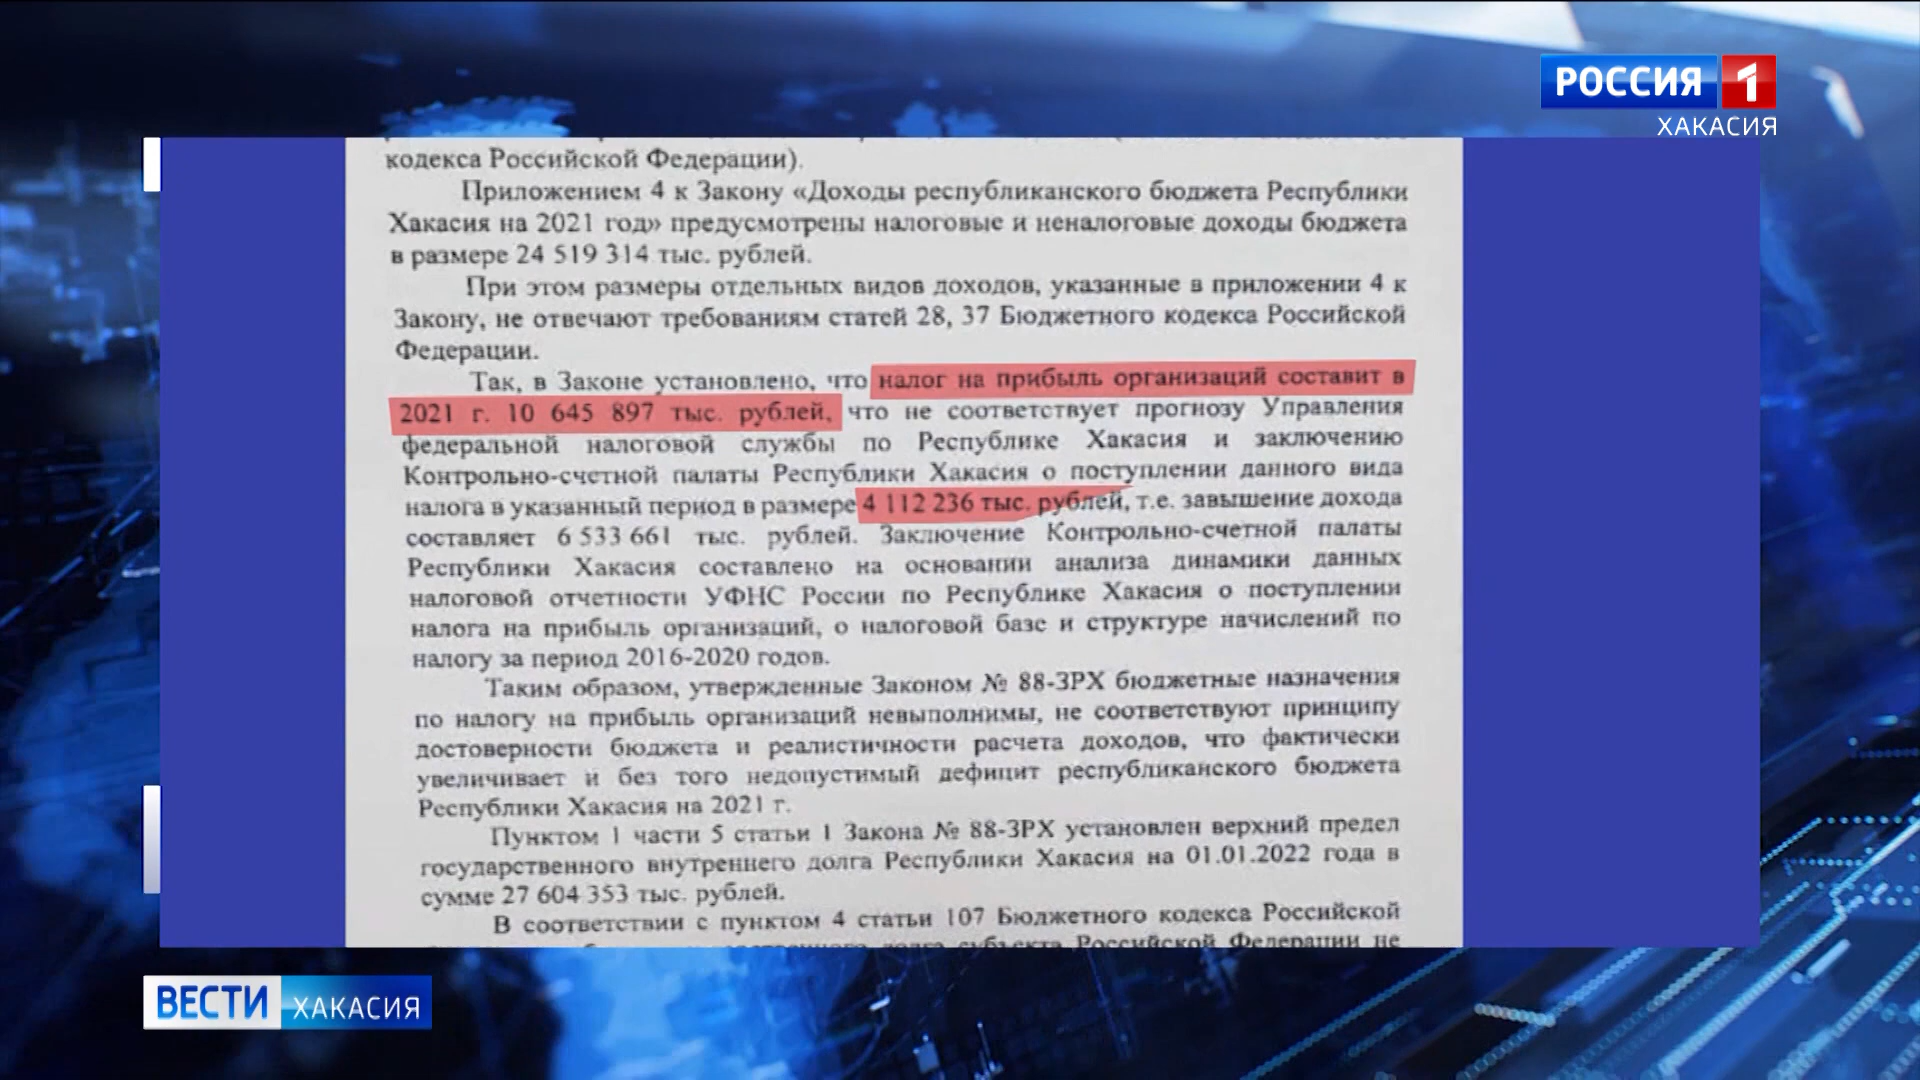 РОССИЯ 1
ХАКАСИЯ
кодекса Российской Федерации).
Приложением 4 к Закону «Доходы республиканского бюджета Республики
Хакасия на 2021 год» предусмотрены налоговые и неналоговые доходы бюджета
в размере 24 519 314 тыс. рублей.
При этом размеры отдельных видов доходов, указанные в приложении 4 к
Закону, не отвечают требованиям статей 28, 37 Бюджетного кодекса Российской
Федерации.
Так, в Законе установлено, что налог на прибыль организаций составит в
2021 г. 10 645 897 тыс. рублей, что не соответствует прогнозу Управления
федеральной налоговой службы по Республике Хакасия и заключению
Контрольно-счетной палаты Республики Хакасия о поступлении данного вида
налога в указанный период в размере 4 112 236 тыс. рублей, т.е. завышение дохода
составляет 6 533 661 тыс. рублей. Заключение Контрольно-счетной палаты
Республики Хакасия составлено на основании анализа динамики данных
налоговой отчетности УФНС России по Республике Хакасия о поступлении
налога на прибыль организаций, о налоговой базе и структуре начислений по
налогу за период 2016-2020 годов.
Таким образом, утвержденные Законом № 88-ЗРХ бюджетные назначения
по налогу на прибыль организаций невыполнимы, не соответствуют принципу
достоверности бюджета и реалистичности расчета доходов, что фактически
увеличивает и без того недопустимый дефицит республиканского бюджета
Республики Хакасия на 2021 г.
Пунктом 1 части 5 статьи 1 Закона № 88-ЗРХ установлен верхний предел
государственного внутреннего долга Республики Хакасия на 01.01.2022 года в
сумме 27 604 353 тыс. рублей.
В соответствии с пунктом 4 статьи 107 Бюджетного кодекса Российской
долга субъекта Российской Федерации не
ВЕСТИ ХАКАСИЯ